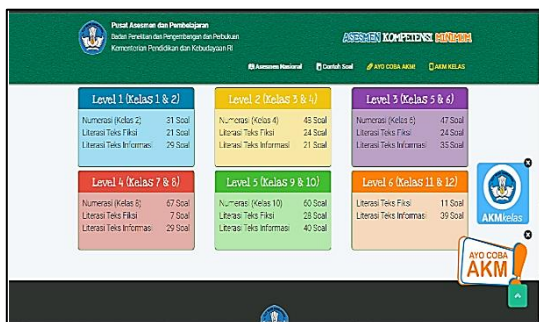 Pusat Asesmen dan Pembelajaran
Badan Penelitian dan Pengembangan dan Perbukuan
Kementerian Pendidikan dan Kebudayaan RI
ASESMEN KOMPETENSI MINIMUM
Asesmen Nasional
Contoh Soal
AYO COBA AKM!
AKM KELAS
Level 1 (Kelas 1 & 2)
Numerasi (Kelas 2) 31 Soal
Literasi Teks Fiksi 21 Soal
Literasi Teks Informasi 29 Soal
Level 2 (Kelas 3 & 4)
Numerasi (Kelas 4) 48 Soal
Literasi Teks Fiksi 24 Soal
Literasi Teks Informasi 21 Soal
Level 3 (Kelas 5 & 6)
Numerasi (Kelas 6) 47 Soal
Literasi Teks Fiksi 24 Soal
Literasi Teks Informasi 35 Soal
Level 4 (Kelas 7 & 8)
Numerasi (Kelas 8) 67 Soal
Literasi Teks Fiksi 7 Soal
Literasi Teks Informasi 29 Soal
Level 5 (Kelas 9 & 10)
Numerasi (Kelas 10) 60 Soal
Literasi Teks Fiksi 28 Soal
Literasi Teks Informasi 40 Soal
Level 6 (Kelas 11 & 12)
Literasi Teks Fiksi 11 Soal
Literasi Teks Informasi 39 Soal
AKMkelas
AYO COBA
AKM!